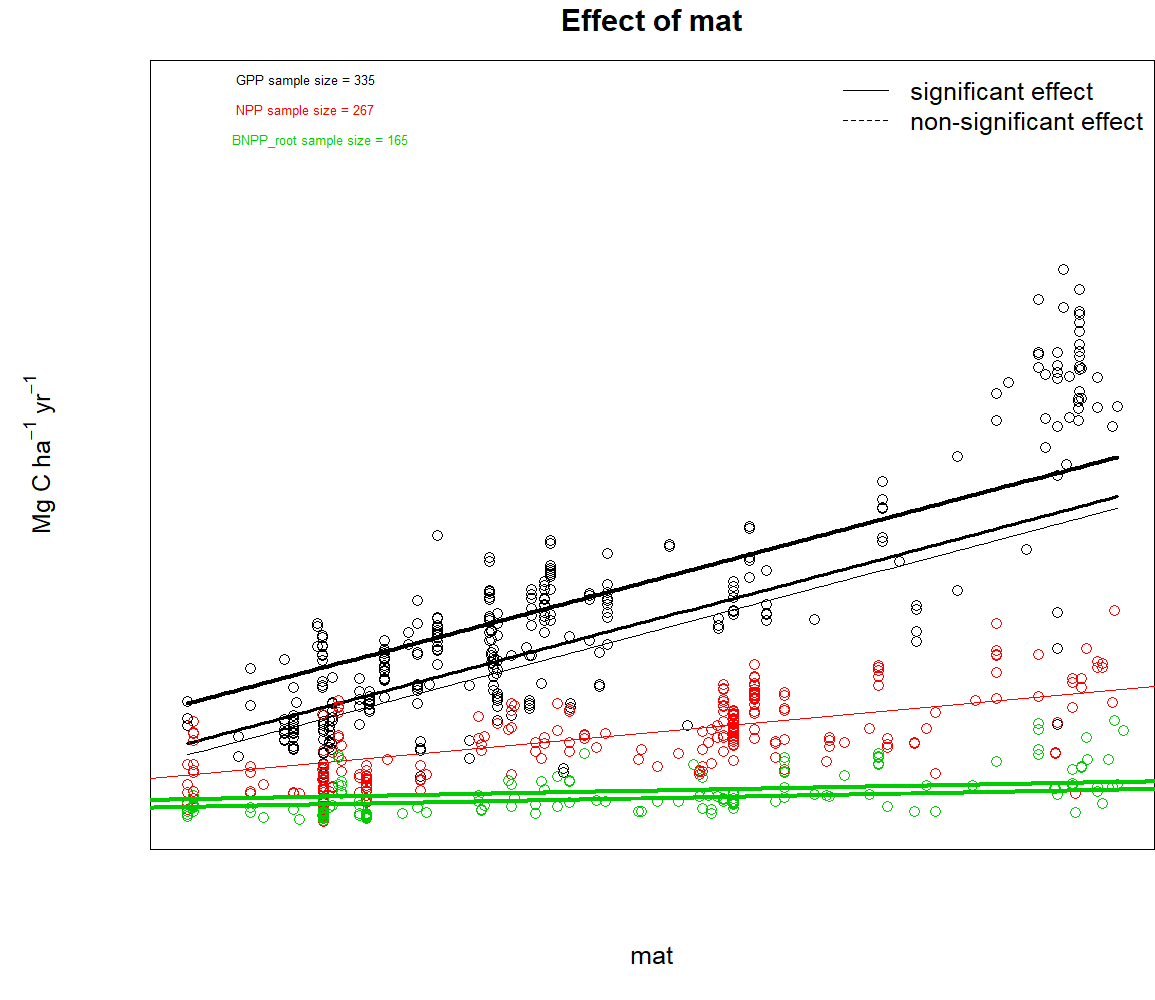 Effect of mat
GPP sample size = 335
NPP sample size = 267
BNPP_root sample size = 165
significant effect
non-significant effect
Mg C ha⁻¹ yr⁻¹
mat